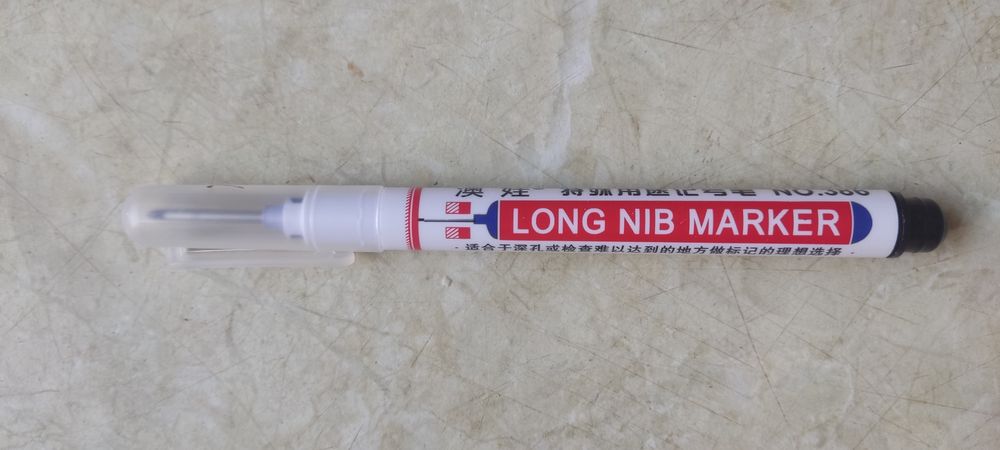 澳 娃 特殊用途记号笔 NO.366
LONG NIB MARKER
·适合于深孔或检查难以达到的地方做标记的理想选择·